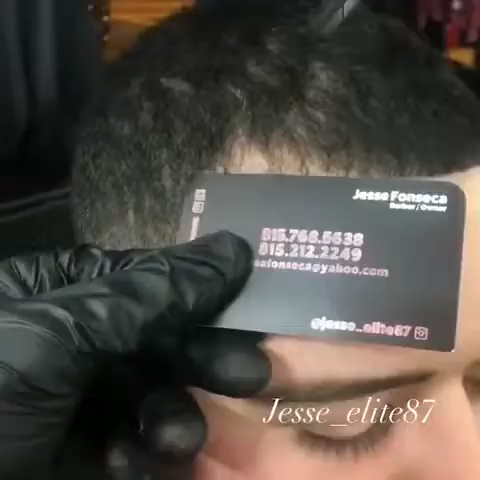 Jesse Fonseca
Barber / Owner
815.768.5638
815.212.2249
@jesse_elite87
Jesse_elite87